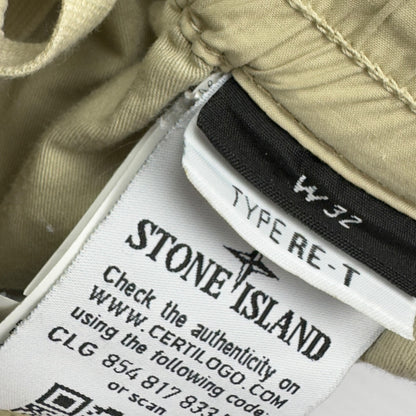 W 32
TYPE RE-T
STONE ISLAND
Check the authenticity on
WWW.CERTILOGO.COM
using the following code
CLG 854 817 833
or scan